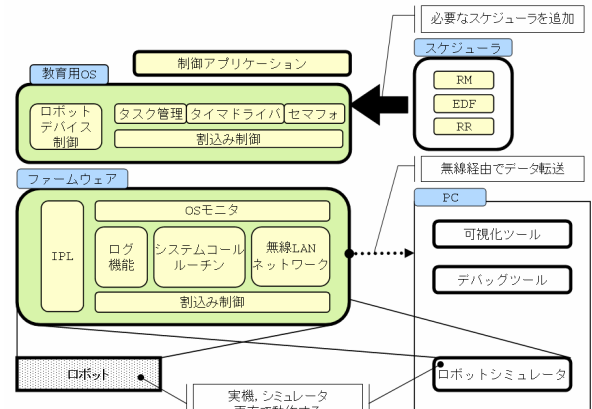 必要なスケジューラを追加
スケジューラ
制御アプリケーション
教育用OS
RM
EDF
RR
ロボット
デバイス
制御
タスク管理
タイマドライバ
セマフォ
割込み制御
無線経由でデータ転送
ファームウェア
PC
IPL
OSモニタ
ログ
機能
システムコール
ルーチン
無線LAN
ネットワーク
割込み制御
可視化ツール
デバッグツール
ロボット
ロボットシミュレータ
実機,シミュレータ